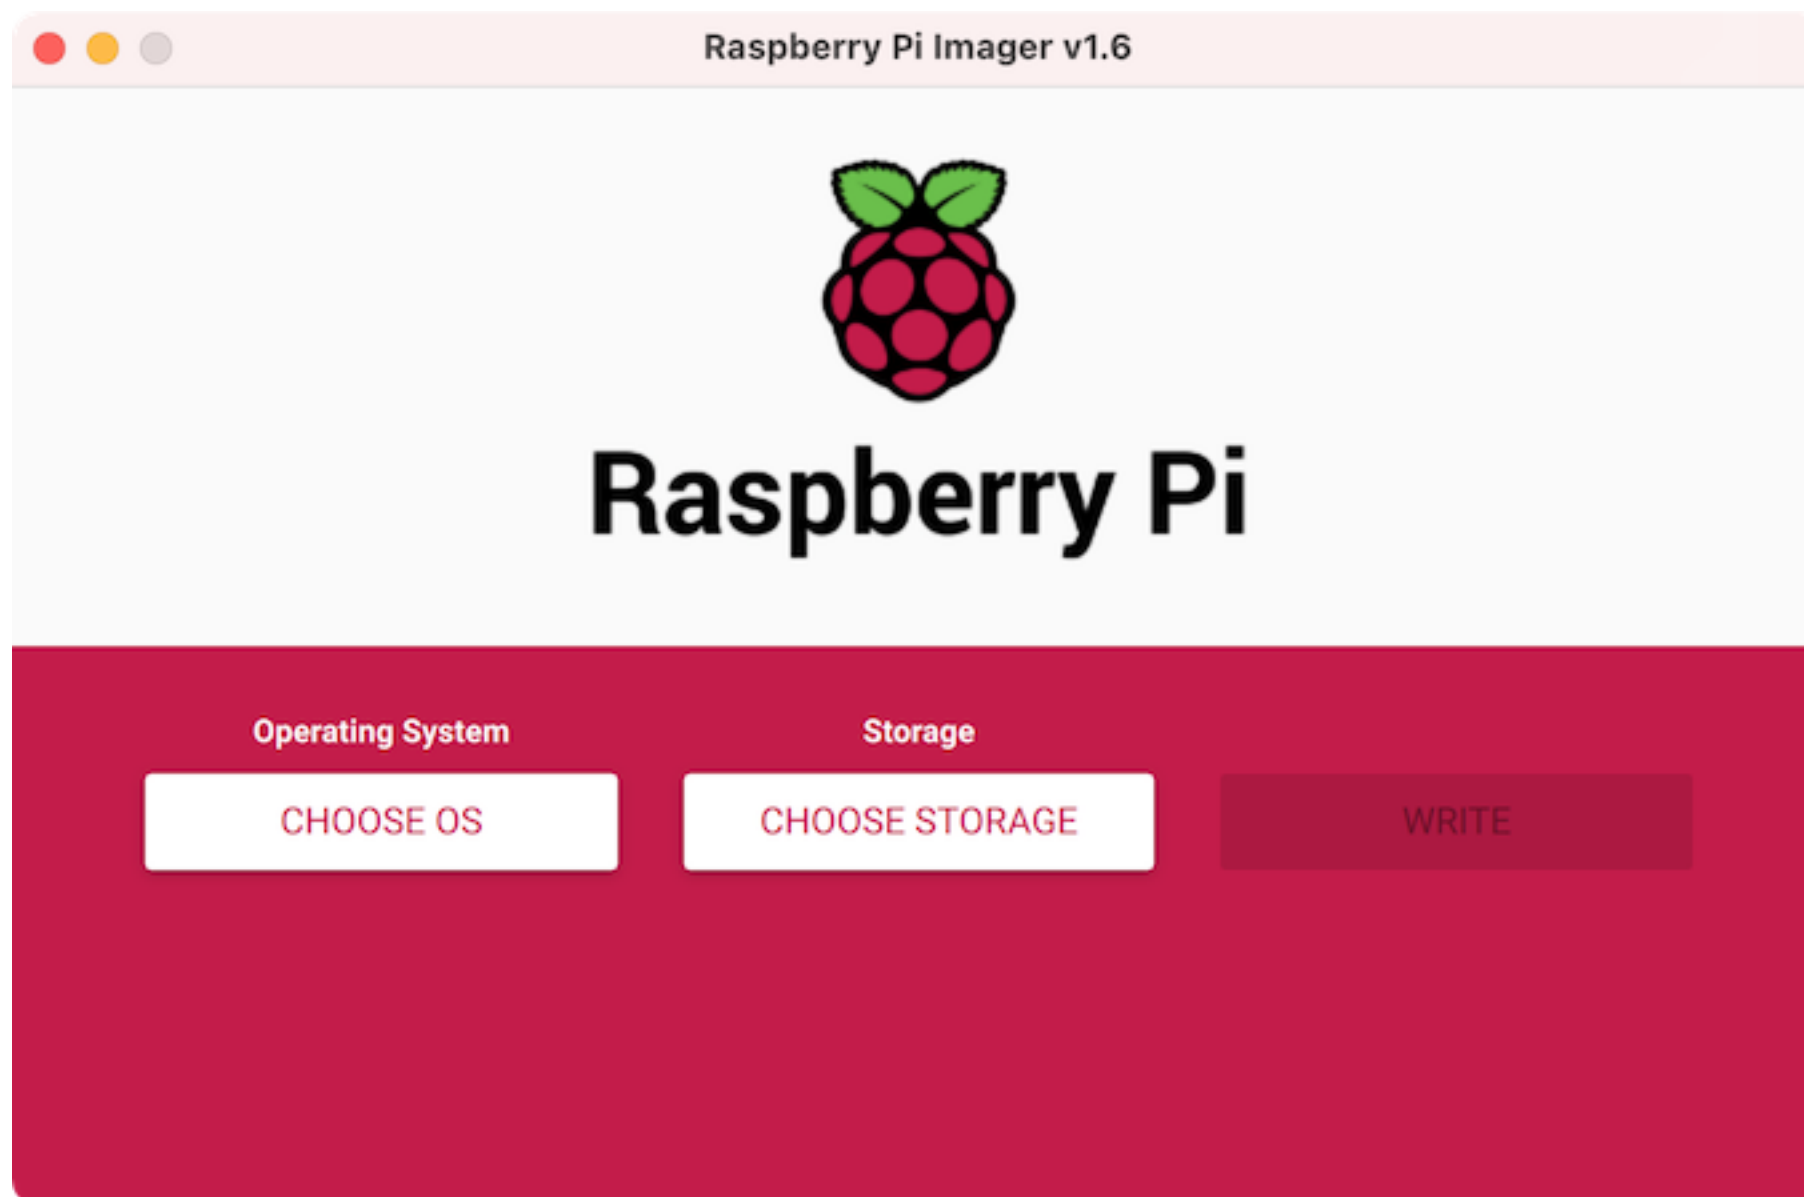 Raspberry Pi Imager v1.6
Raspberry Pi
Operating System
Storage
CHOOSE OS
CHOOSE STORAGE
WRITE